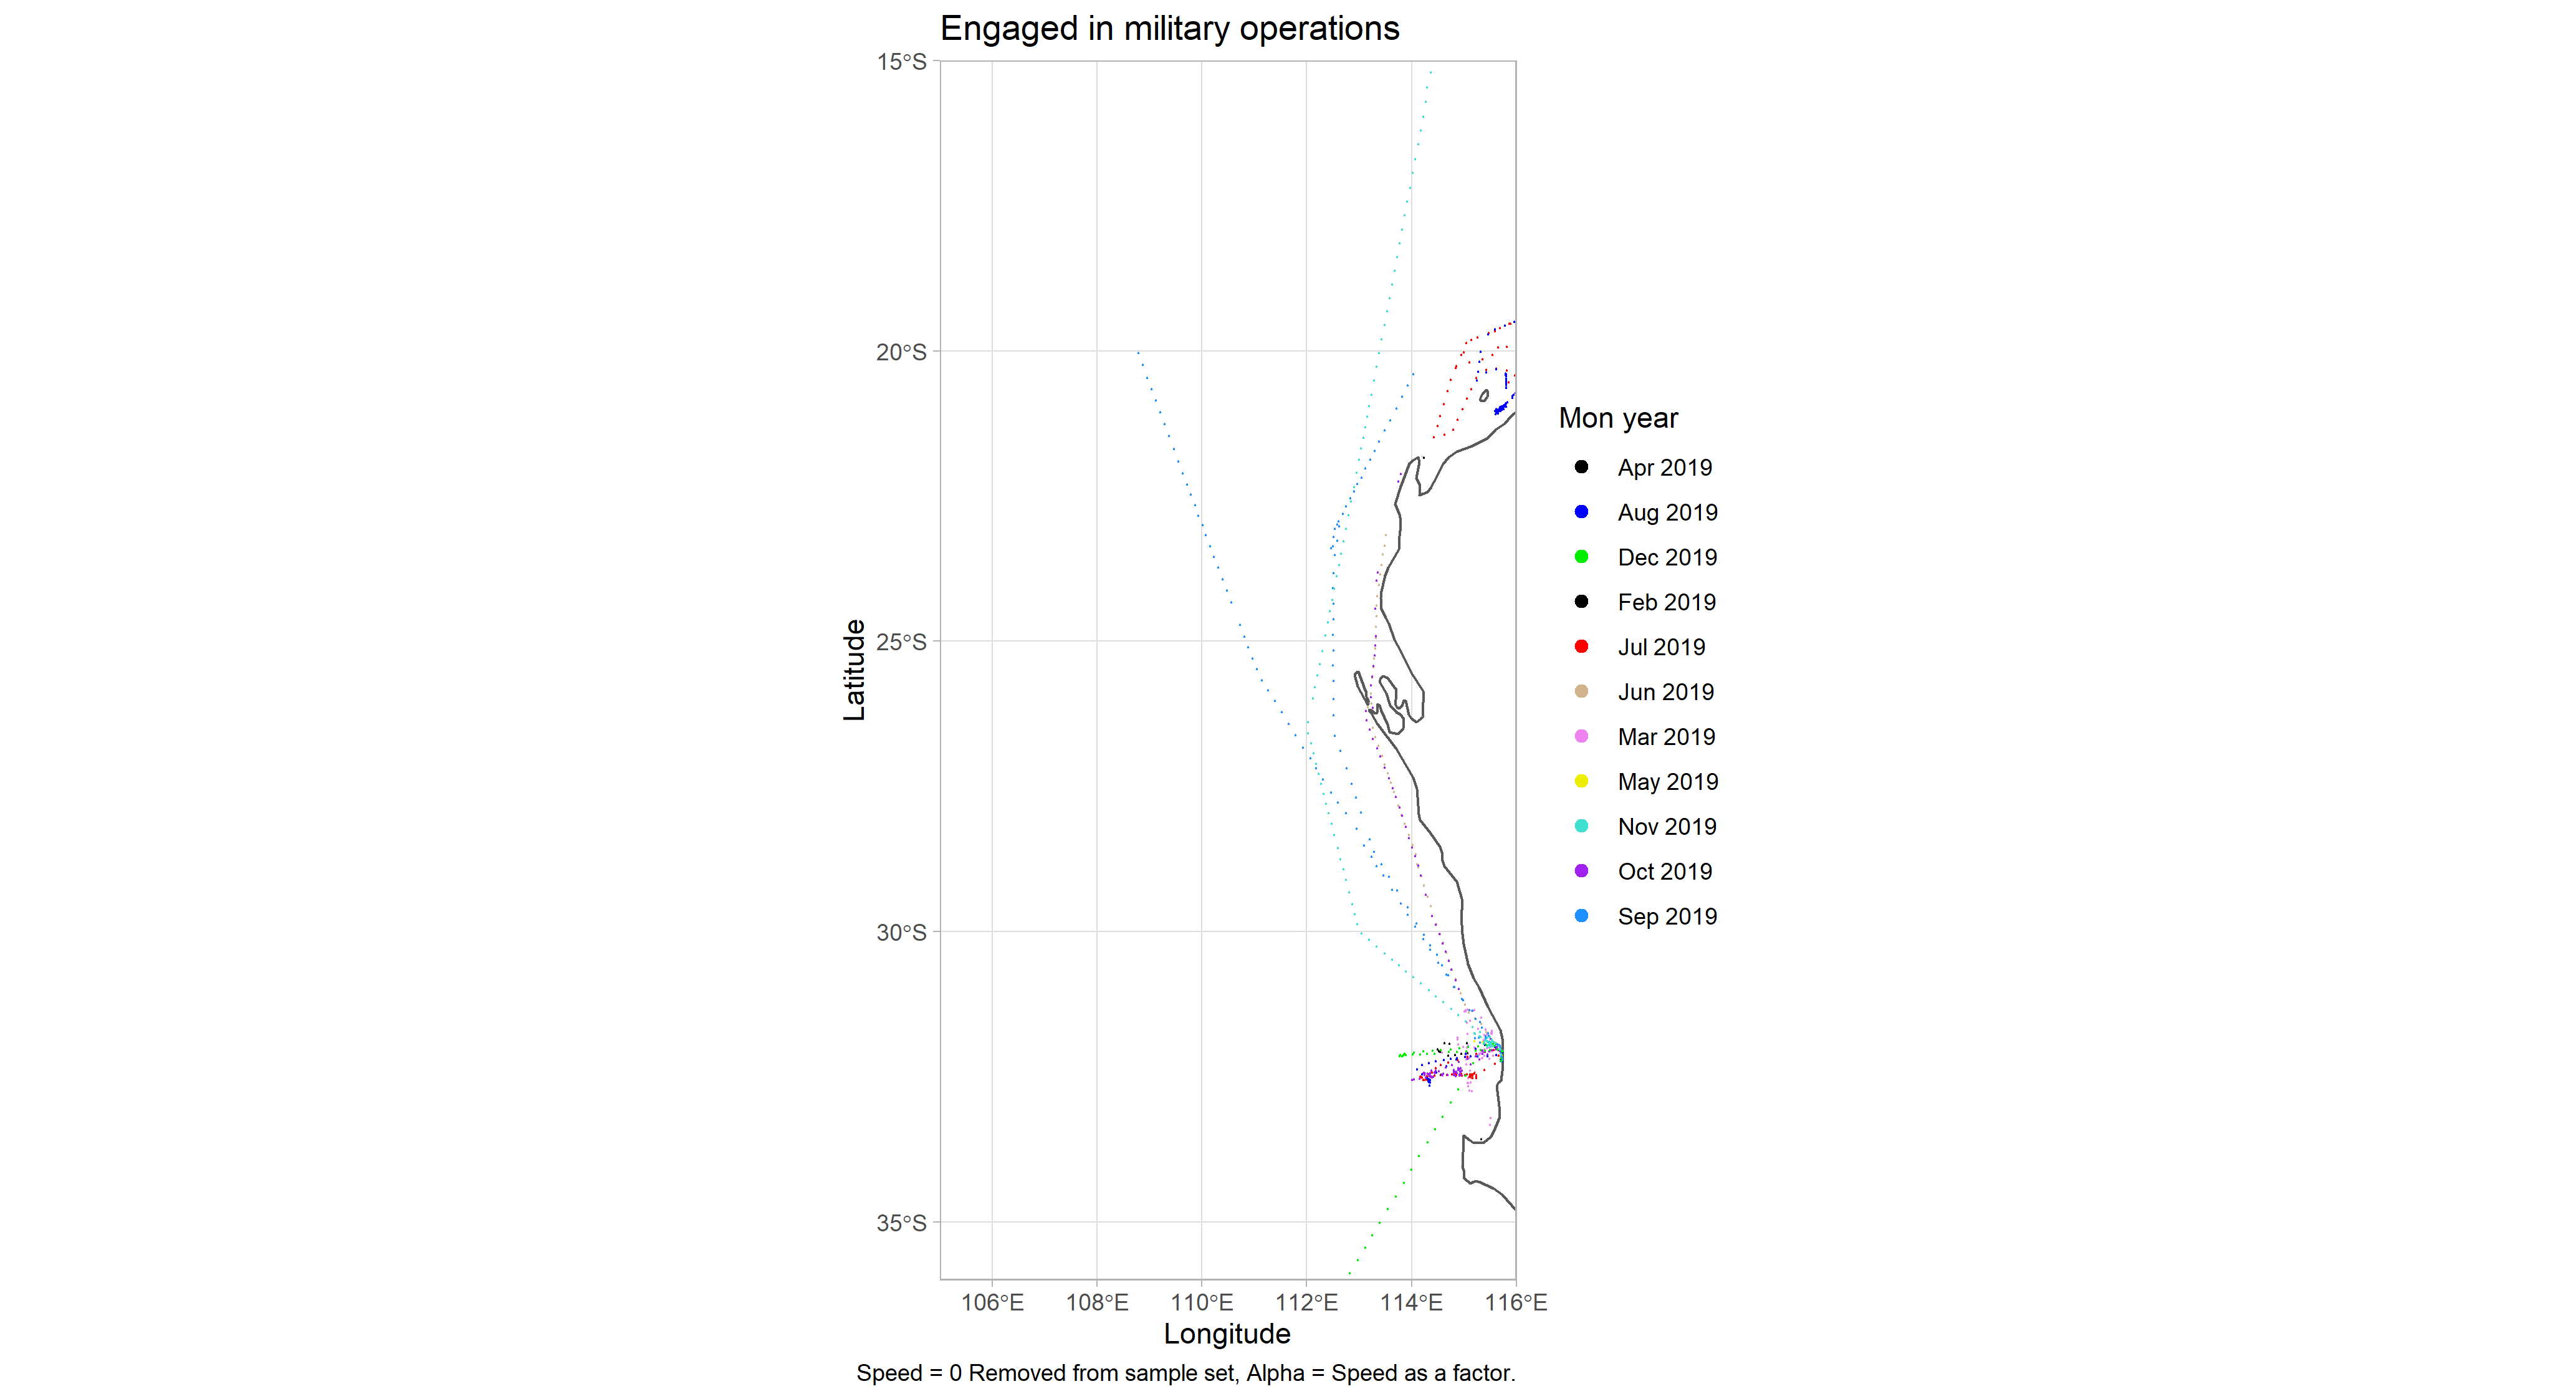 Engaged in military operations
15°S
20°S
25°S
30°S
35°S
Latitude
106°E 108°E 110°E 112°E 114°E 116°E
Longitude
Speed = 0 Removed from sample set, Alpha = Speed as a factor.
Mon year
Apr 2019
Aug 2019
Dec 2019
Feb 2019
Jul 2019
Jun 2019
Mar 2019
May 2019
Nov 2019
Oct 2019
Sep 2019